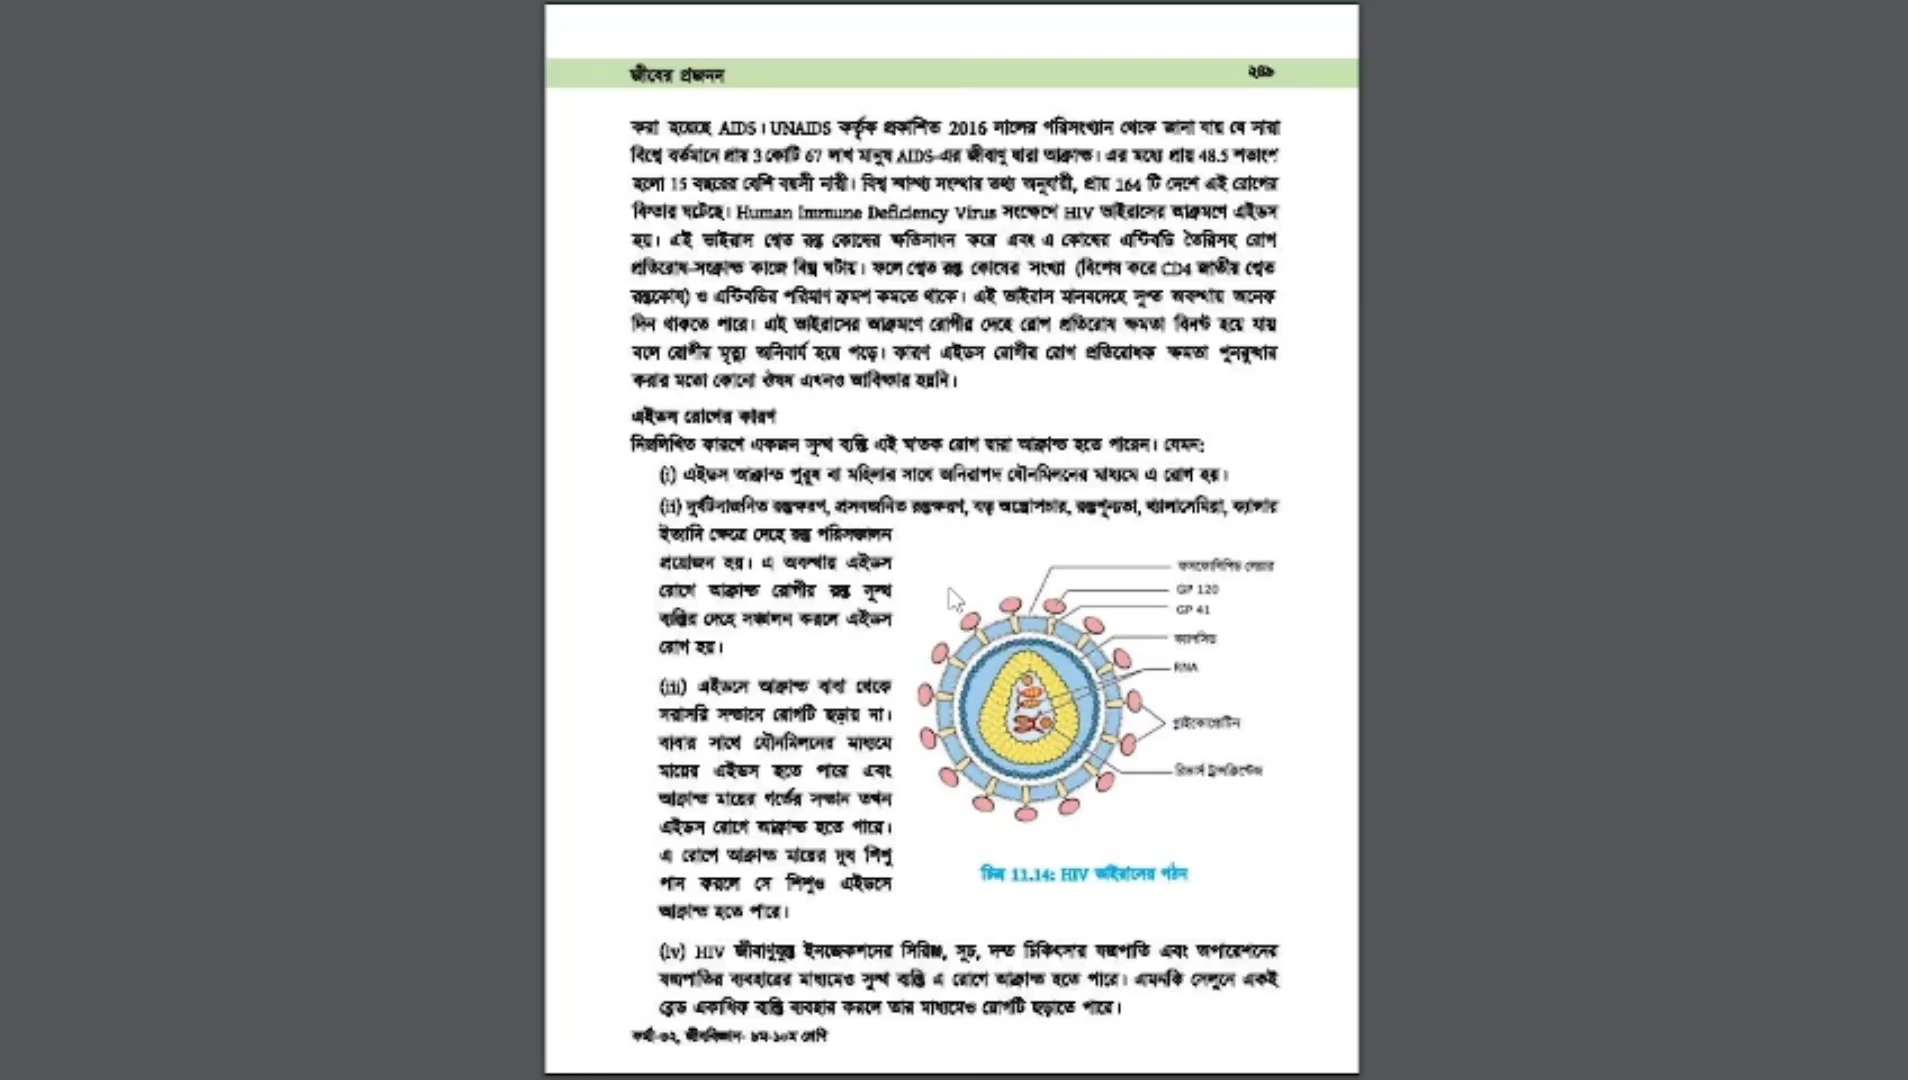 জীবের প্রজনন
২৪৯
করা হয়েছে AIDS। UNAIDS কর্তৃক প্রকাশিত 2016 সালের পরিসংখ্যান থেকে জানা যায় যে সারা
বিশ্বে বর্তমানে প্রায় 3 কোটি 67 লাখ মানুষ AIDS-এর জীবাণু দ্বারা আক্রান্ত। এর মধ্যে প্রায় 48.5 শতাংশ
হলো 15 বছরের বেশি বয়সী নারী। বিশ্ব স্বাস্থ্য সংস্থার তথ্য অনুযায়ী, প্রায় 164 টি দেশে এই রোগের
বিস্তার ঘটেছে। Human Immune Deficiency Virus সংক্ষেপে HIV ভাইরাসের আক্রমণে এইডস
হয়। এই ভাইরাস শ্বেত রক্ত কোষের ক্ষতিসাধন করে এবং এ কোষের এন্টিবডি তৈরিসহ রোগ
প্রতিরোধ-সংক্রান্ত কাজে বিঘ্ন ঘটায়। ফলে শ্বেত রক্ত কোষের সংখ্যা (বিশেষ করে CD4 জাতীয় শ্বেত
রক্তকোষ) ও এন্টিবডির পরিমাণ ক্রমশ কমতে থাকে। এই ভাইরাস মানবদেহে সুপ্ত অবস্থায় অনেক
দিন থাকতে পারে। এই ভাইরাসের আক্রমণে রোগীর দেহে রোগ প্রতিরোধ ক্ষমতা বিনষ্ট হয়ে যায়
বলে রোগীর মৃত্যু অনিবার্য হয়ে পড়ে। কারণ এইডস রোগীর রোগ প্রতিরোধক ক্ষমতা পুনরুদ্ধার
করার মতো কোনো ঔষধ এখনও আবিষ্কার হয়নি।
এইডস রোগের কারণ
নিম্নলিখিত কারণে একজন সুস্থ ব্যক্তি এই ঘাতক রোগ দ্বারা আক্রান্ত হতে পারেন। যেমন:
(i) এইডস আক্রান্ত পুরুষ বা মহিলার সাথে অনিরাপদ যৌনমিলনের মাধ্যমে এ রোগ হয়।
(ii) দুর্ঘটনাজনিত রক্তক্ষরণ, প্রসবজনিত রক্তক্ষরণ, বড় অস্ত্রোপচার, রক্তশূন্যতা, থ্যালাসেমিয়া, ক্যান্সার
ইত্যাদি ক্ষেত্রে দেহে রক্ত পরিসঞ্চালন
প্রয়োজন হয়। এ অবস্থায় এইডস
রোগে আক্রান্ত রোগীর রক্ত সুস্থ
ব্যক্তির দেহে সঞ্চালন করলে এইডস
রোগ হয়।
(iii) এইডসে আক্রান্ত বাবা থেকে
সরাসরি সন্তানে রোগটি ছড়ায় না।
বাবার সাথে যৌনমিলনের মাধ্যমে
মায়ের এইডস হতে পারে এবং
আক্রান্ত মায়ের গর্ভের সন্তান তখন
এইডস রোগে আক্রান্ত হতে পারে।
এ রোগে আক্রান্ত মায়ের দুধ শিশু
পান করলে সে শিশুও এইডসে
আক্রান্ত হতে পারে।
ফসফোলিপিড লেয়ার
GP 120
GP 41
ক্যাপসিড
RNA
গ্লাইকোপ্রোটিন
রিভার্স ট্রান্সক্রিপ্টেজ
চিত্র 11.14: HIV ভাইরাসের গঠন
(iv) HIV জীবাণুযুক্ত ইনজেকশনের সিরিঞ্জ, সূচ, দন্ত চিকিৎসার যন্ত্রপাতি এবং অপারেশনের
যন্ত্রপাতির ব্যবহারের মাধ্যমেও সুস্থ ব্যক্তি এ রোগে আক্রান্ত হতে পারে। এমনকি সেলুনে একই
ব্লেড একাধিক ব্যক্তি ব্যবহার করলে তার মাধ্যমেও রোগটি ছড়াতে পারে।
ফর্মা-৩২, জীববিজ্ঞান- ৯ম-১০ম শ্রেণি